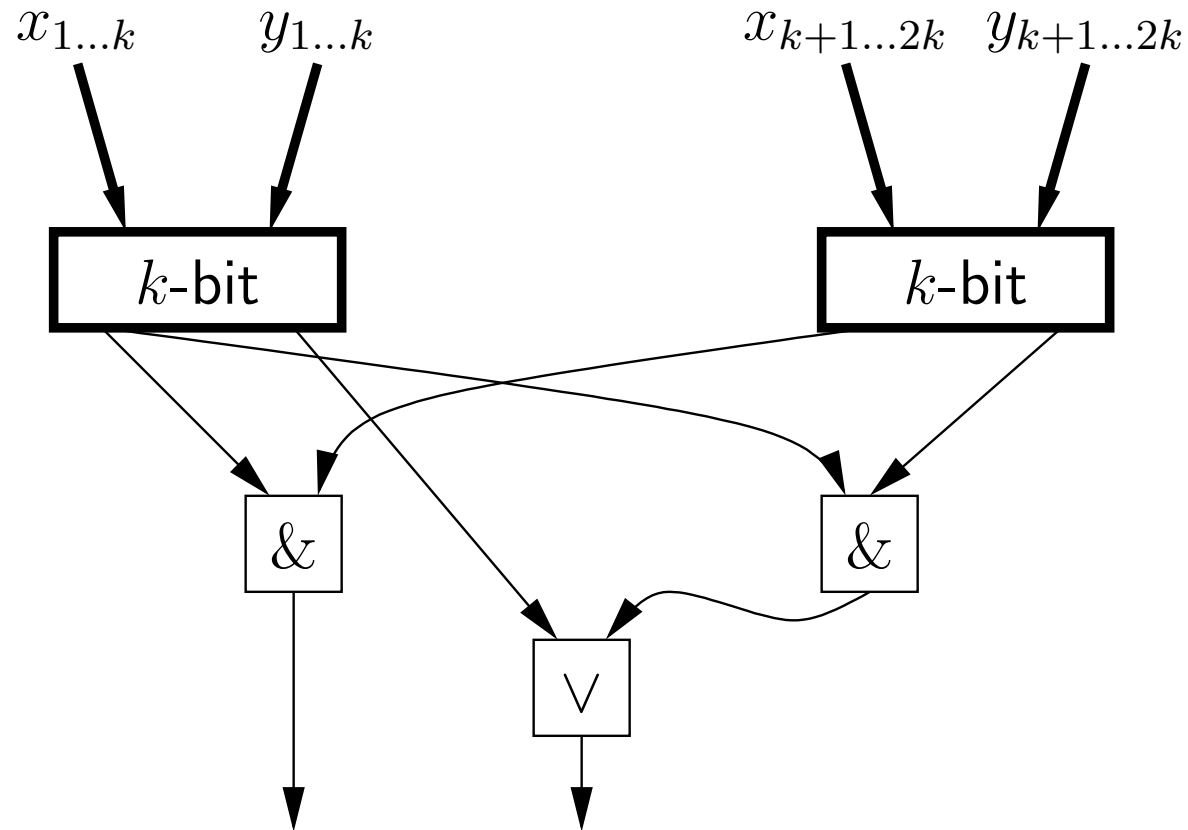 x₁…ₖ y₁…ₖ xₖ₊₁…₂ₖ yₖ₊₁…₂ₖ
k-bit k-bit
& &
∨